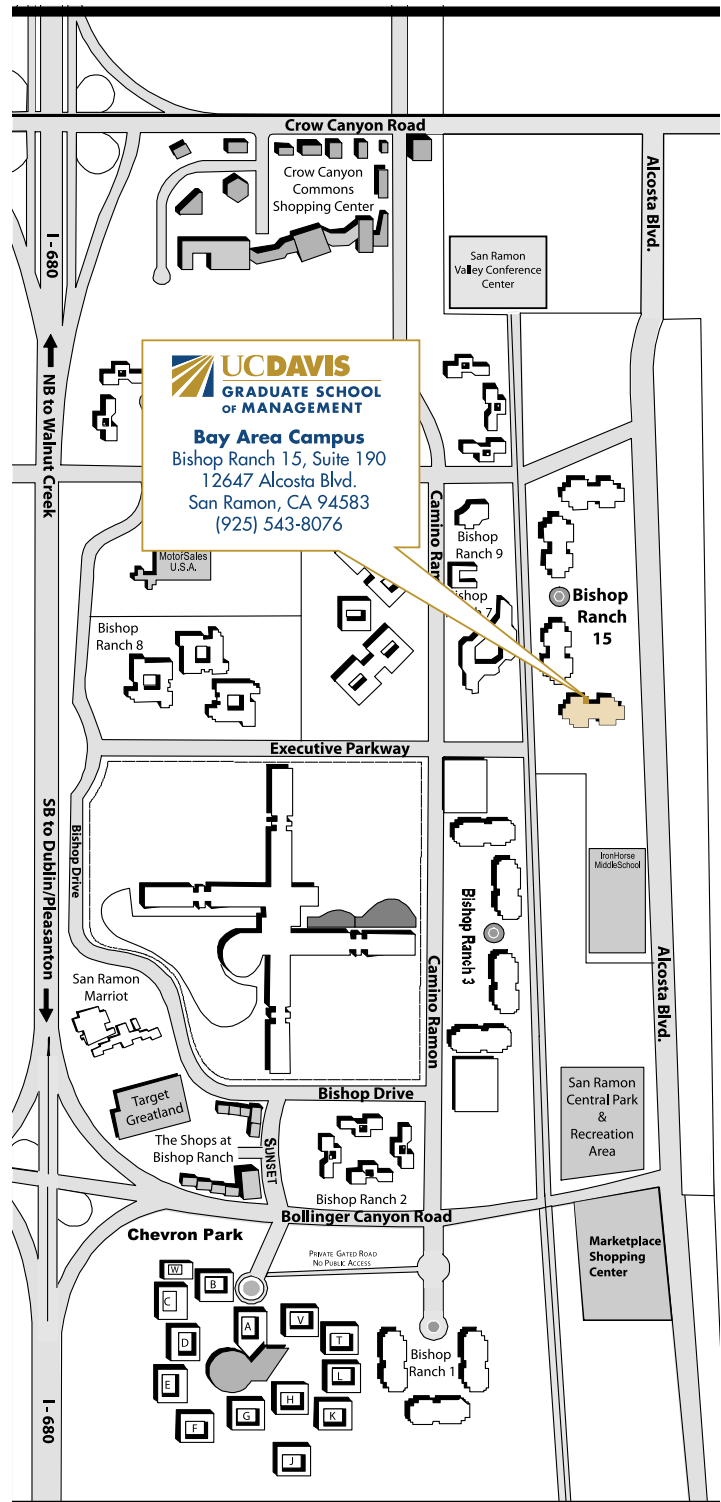 Crow Canyon Road
Crow Canyon
Commons
Shopping Center
Alcosta Blvd.
San Ramon
Valley Conference
Center
I - 680
NB to Walnut Creek
UCDAVIS
GRADUATE SCHOOL
OF MANAGEMENT
Bay Area Campus
Bishop Ranch 15, Suite 190
12647 Alcosta Blvd.
San Ramon, CA 94583
(925) 543-8076
MotorSales
U.S.A.
Camino Ram
Bishop
Ranch 9
Bishop
Ranch
15
Bishop
Ranch 8
Executive Parkway
SB to Dublin/Pleasanton
Bishop Drive
IronHorse
MiddleSchool
Bishop Ranch 3
Camino Ramon
Alcosta Blvd.
San Ramon
Marriot
Target
Greatland
Bishop Drive
San Ramon
Central Park
&
Recreation
Area
The Shops at
Bishop Ranch
SUNSET
Bishop Ranch 2
Bollinger Canyon Road
Chevron Park
PRIVATE GATED ROAD
NO PUBLIC ACCESS
Marketplace
Shopping
Center
W
B
C
A
V
D
T
E
L
H
G
K
F
J
Bishop
Ranch 1
I - 680